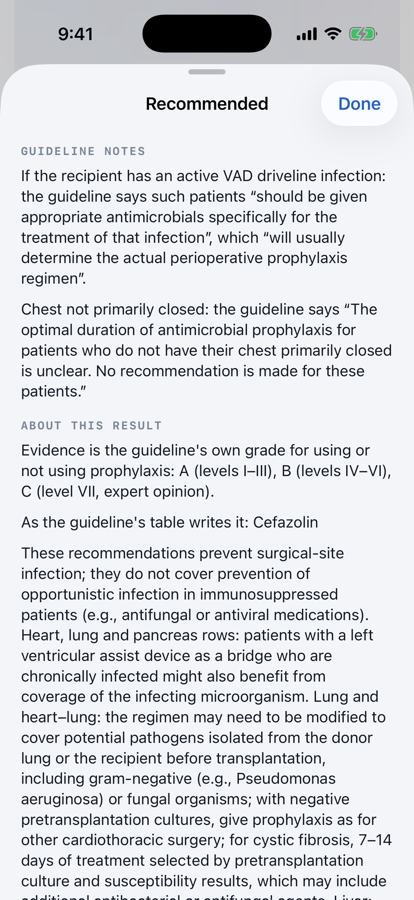 9:41
Recommended
Done
GUIDELINE NOTES
If the recipient has an active VAD driveline infection:
the guideline says such patients “should be given
appropriate antimicrobials specifically for the
treatment of that infection”, which “will usually
determine the actual perioperative prophylaxis
regimen”.
Chest not primarily closed: the guideline says “The
optimal duration of antimicrobial prophylaxis for
patients who do not have their chest primarily closed
is unclear. No recommendation is made for these
patients.”
ABOUT THIS RESULT
Evidence is the guideline's own grade for using or
not using prophylaxis: A (levels I–III), B (levels IV–VI),
C (level VII, expert opinion).
As the guideline's table writes it: Cefazolin
These recommendations prevent surgical-site
infection; they do not cover prevention of
opportunistic infection in immunosuppressed
patients (e.g., antifungal or antiviral medications).
Heart, lung and pancreas rows: patients with a left
ventricular assist device as a bridge who are
chronically infected might also benefit from
coverage of the infecting microorganism. Lung and
heart–lung: the regimen may need to be modified to
cover potential pathogens isolated from the donor
lung or the recipient before transplantation,
including gram-negative (e.g., Pseudomonas
aeruginosa) or fungal organisms; with negative
pretransplantation cultures, give prophylaxis as for
other cardiothoracic surgery; for cystic fibrosis, 7–14
days of treatment selected by pretransplantation
culture and susceptibility results, which may include
additional antibacterial or antifungal agents. Liver: